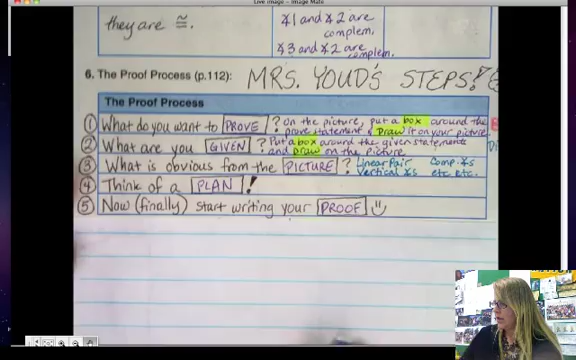 Live image - Image Mate
they are ≅.
∡1 and ∡2 are
complem.
∡3 and ∡2 are
complem.
6. The Proof Process (p.112): MRS. YOUD'S STEPS!
The Proof Process
① What do you want to PROVE? On the picture, put a box around the
prove statement & Draw it on your picture.
② What are you GIVEN? Put a box around the given statements
and Draw on the picture
③ What is obvious from the PICTURE? Linear Pair Comp. ∡s
Vertical ∡s etc. etc.
④ Think of a PLAN!
⑤ Now (finally) start writing your PROOF